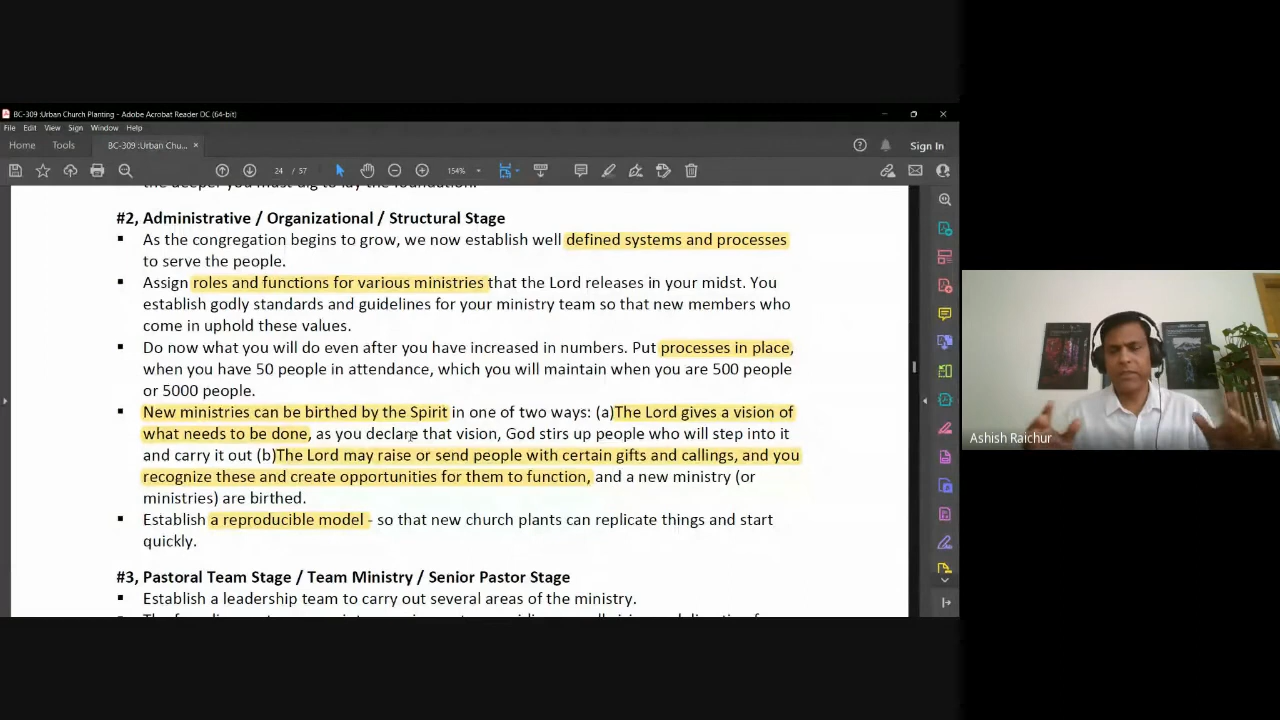 BC-309 :Urban Church Planting - Adobe Acrobat Reader DC (64-bit)
File Edit View Sign Window Help
Home Tools BC-309 :Urban Chu... × Sign In
24 / 57 154%
the deeper you must dig to lay the foundation.
#2, Administrative / Organizational / Structural Stage
▪ As the congregation begins to grow, we now establish well defined systems and processes
to serve the people.
▪ Assign roles and functions for various ministries that the Lord releases in your midst. You
establish godly standards and guidelines for your ministry team so that new members who
come in uphold these values.
▪ Do now what you will do even after you have increased in numbers. Put processes in place,
when you have 50 people in attendance, which you will maintain when you are 500 people
or 5000 people.
▪ New ministries can be birthed by the Spirit in one of two ways: (a)The Lord gives a vision of
what needs to be done, as you declare that vision, God stirs up people who will step into it
and carry it out (b)The Lord may raise or send people with certain gifts and callings, and you
recognize these and create opportunities for them to function, and a new ministry (or
ministries) are birthed.
▪ Establish a reproducible model - so that new church plants can replicate things and start
quickly.
#3, Pastoral Team Stage / Team Ministry / Senior Pastor Stage
▪ Establish a leadership team to carry out several areas of the ministry.
Ashish Raichur